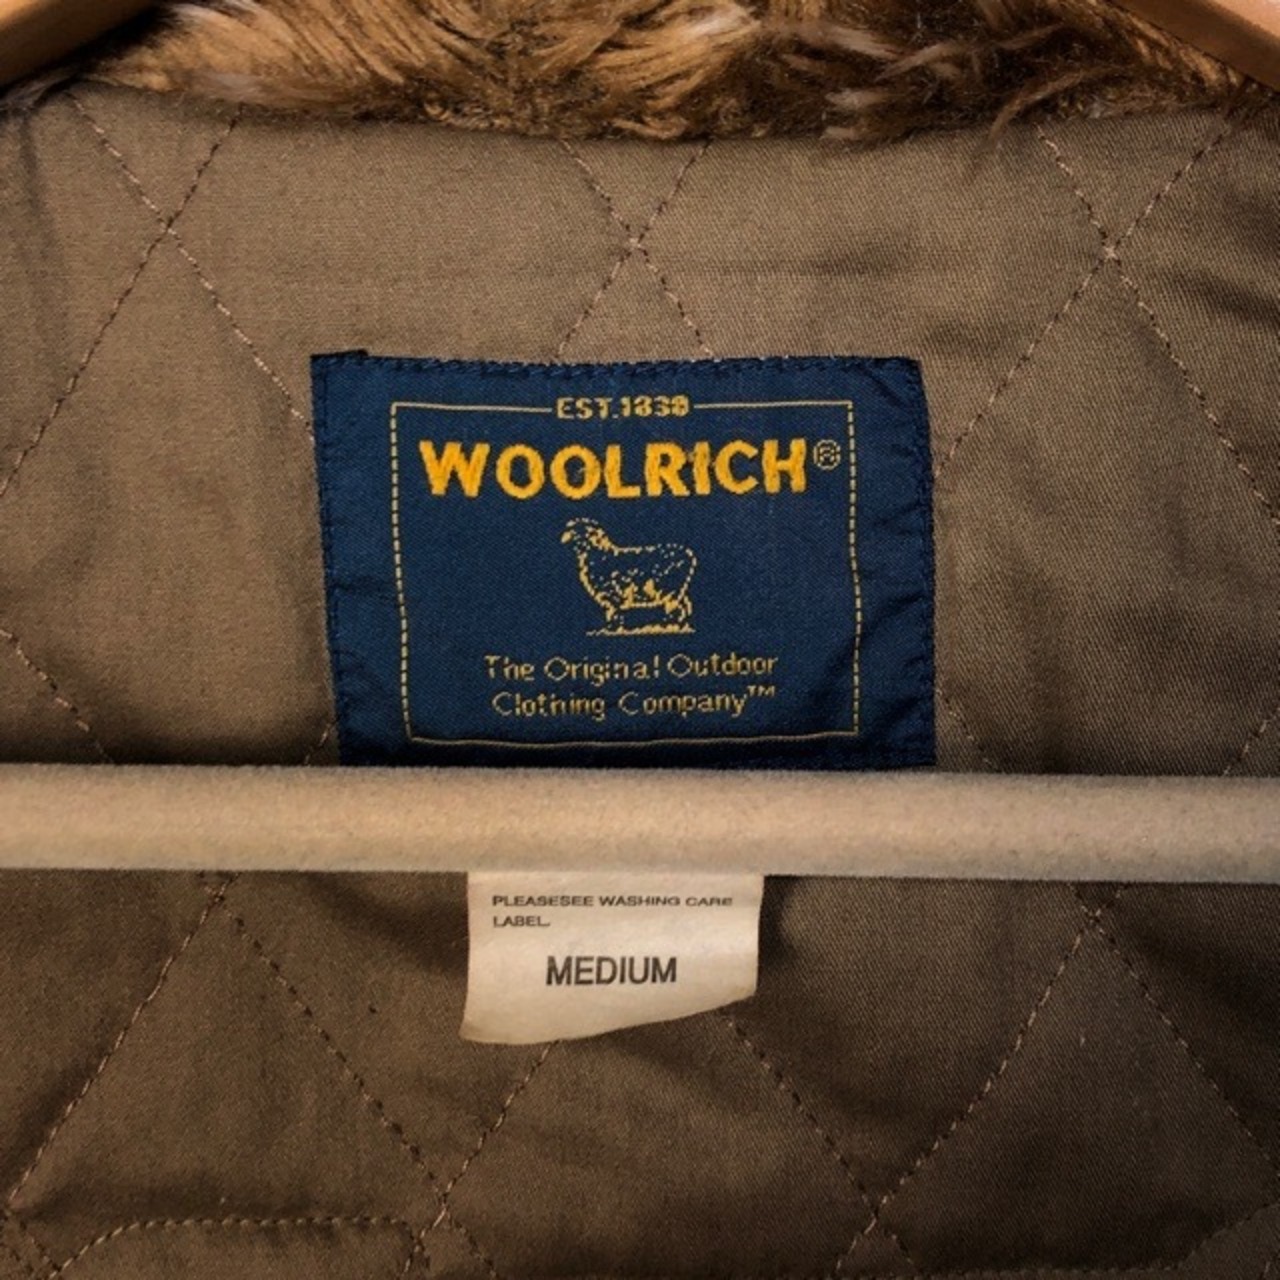 EST.1830
WOOLRICH®
The Original Outdoor
Clothing Company™
PLEASESEE WASHING CARE
LABEL.
MEDIUM